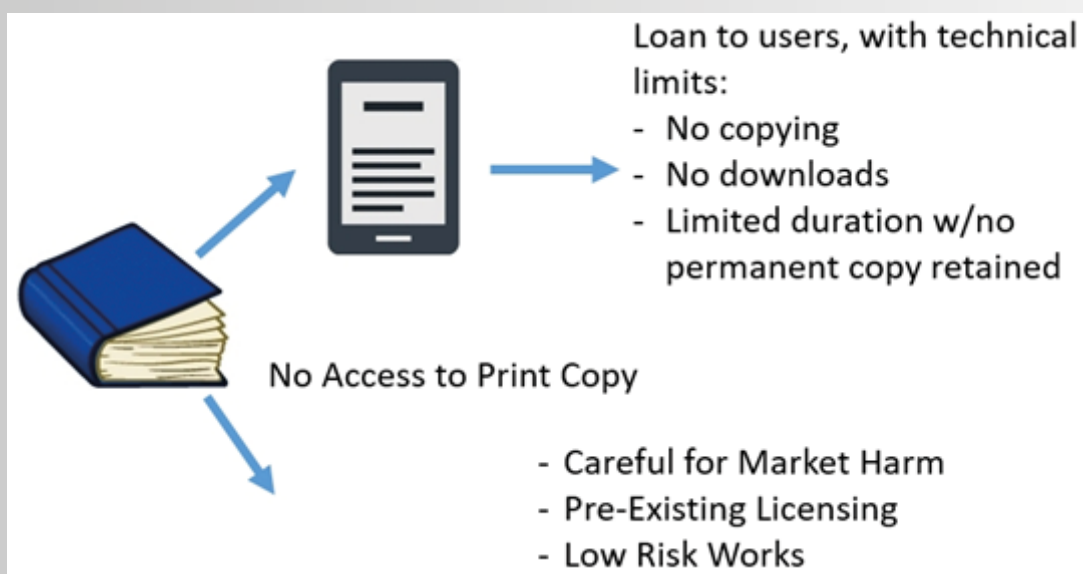 Loan to users, with technical
limits:
- No copying
- No downloads
- Limited duration w/no
permanent copy retained
No Access to Print Copy
- Careful for Market Harm
- Pre-Existing Licensing
- Low Risk Works